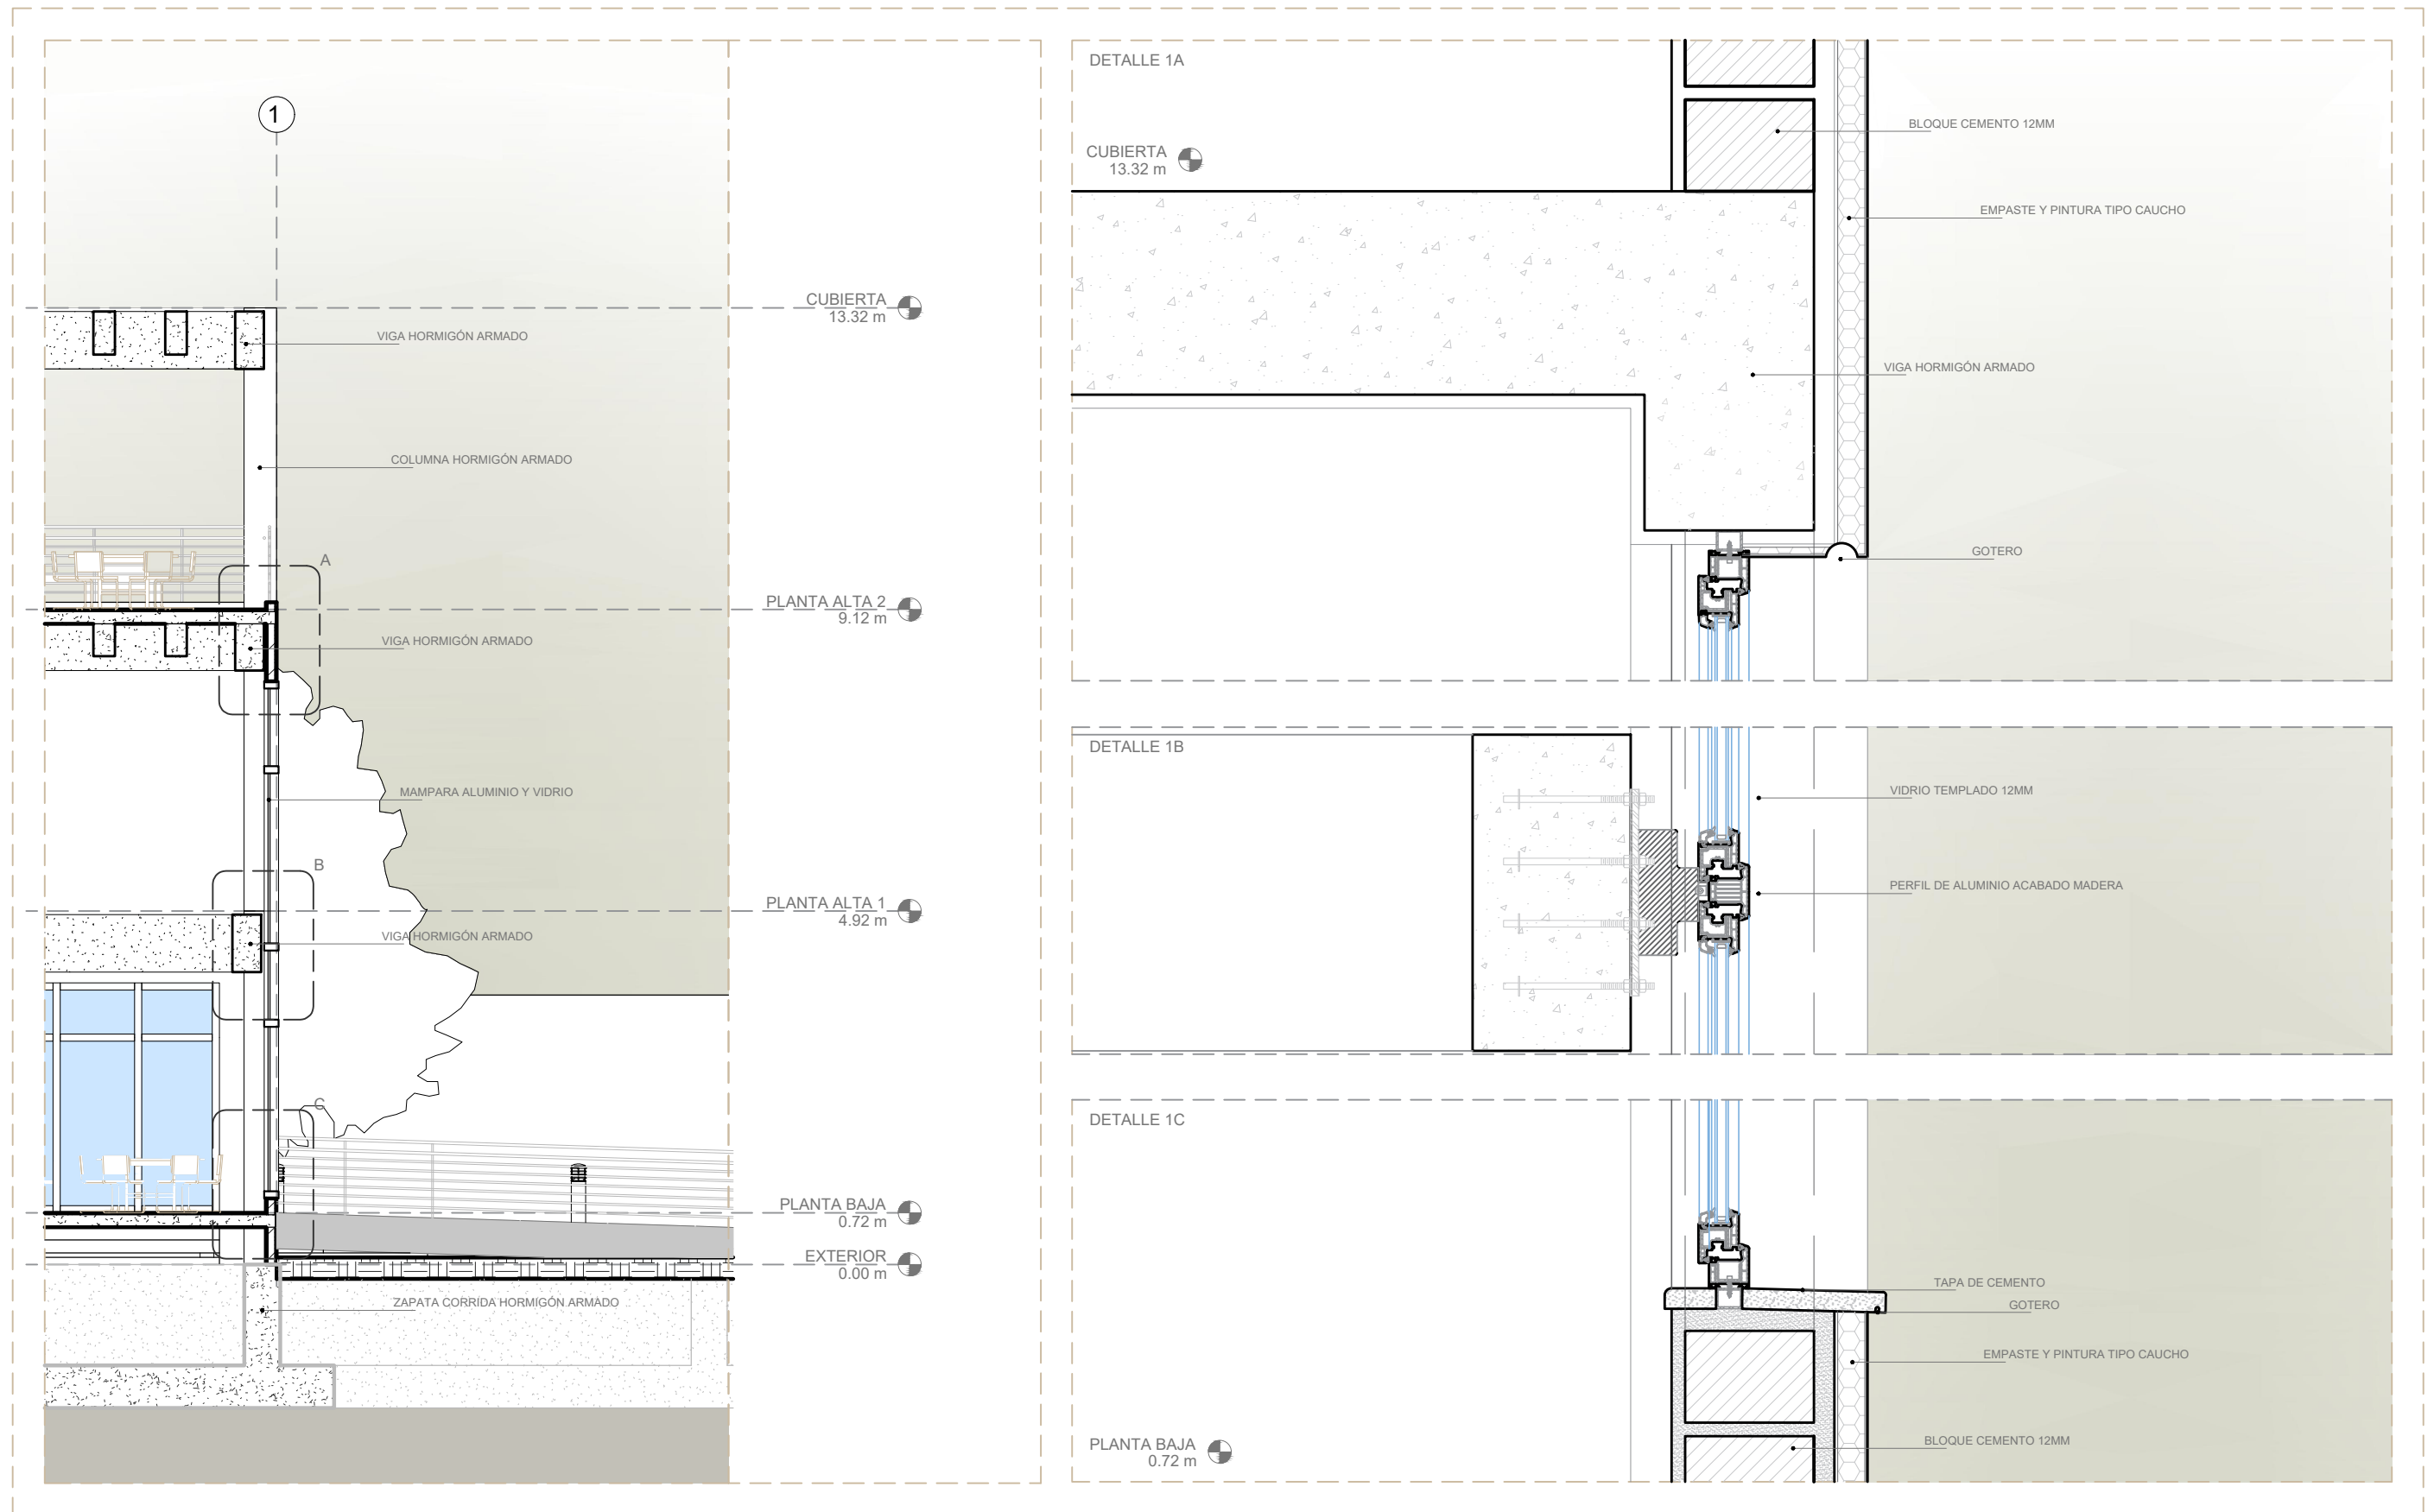 1
CUBIERTA
13.32 m
VIGA HORMIGÓN ARMADO
COLUMNA HORMIGÓN ARMADO
A
PLANTA ALTA 2
9.12 m
VIGA HORMIGÓN ARMADO
MAMPARA ALUMINIO Y VIDRIO
B
PLANTA ALTA 1
4.92 m
VIGA HORMIGÓN ARMADO
C
PLANTA BAJA
0.72 m
EXTERIOR
0.00 m
ZAPATA CORRIDA HORMIGÓN ARMADO
DETALLE 1A
BLOQUE CEMENTO 12MM
CUBIERTA
13.32 m
EMPASTE Y PINTURA TIPO CAUCHO
VIGA HORMIGÓN ARMADO
GOTERO
DETALLE 1B
VIDRIO TEMPLADO 12MM
PERFIL DE ALUMINIO ACABADO MADERA
DETALLE 1C
TAPA DE CEMENTO
GOTERO
EMPASTE Y PINTURA TIPO CAUCHO
BLOQUE CEMENTO 12MM
PLANTA BAJA
0.72 m